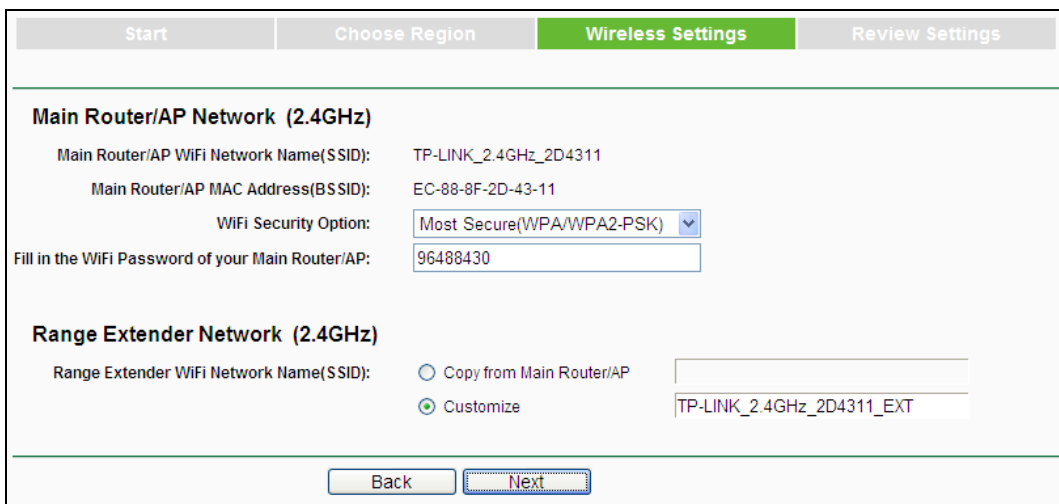 Start Choose Region Wireless Settings Review Settings
Main Router/AP Network (2.4GHz)
Main Router/AP WiFi Network Name(SSID): TP-LINK_2.4GHz_2D4311
Main Router/AP MAC Address(BSSID): EC-88-8F-2D-43-11
WiFi Security Option: Most Secure(WPA/WPA2-PSK)
Fill in the WiFi Password of your Main Router/AP: 96488430
Range Extender Network (2.4GHz)
Range Extender WiFi Network Name(SSID): Copy from Main Router/AP
Customize TP-LINK_2.4GHz_2D4311_EXT
Back Next